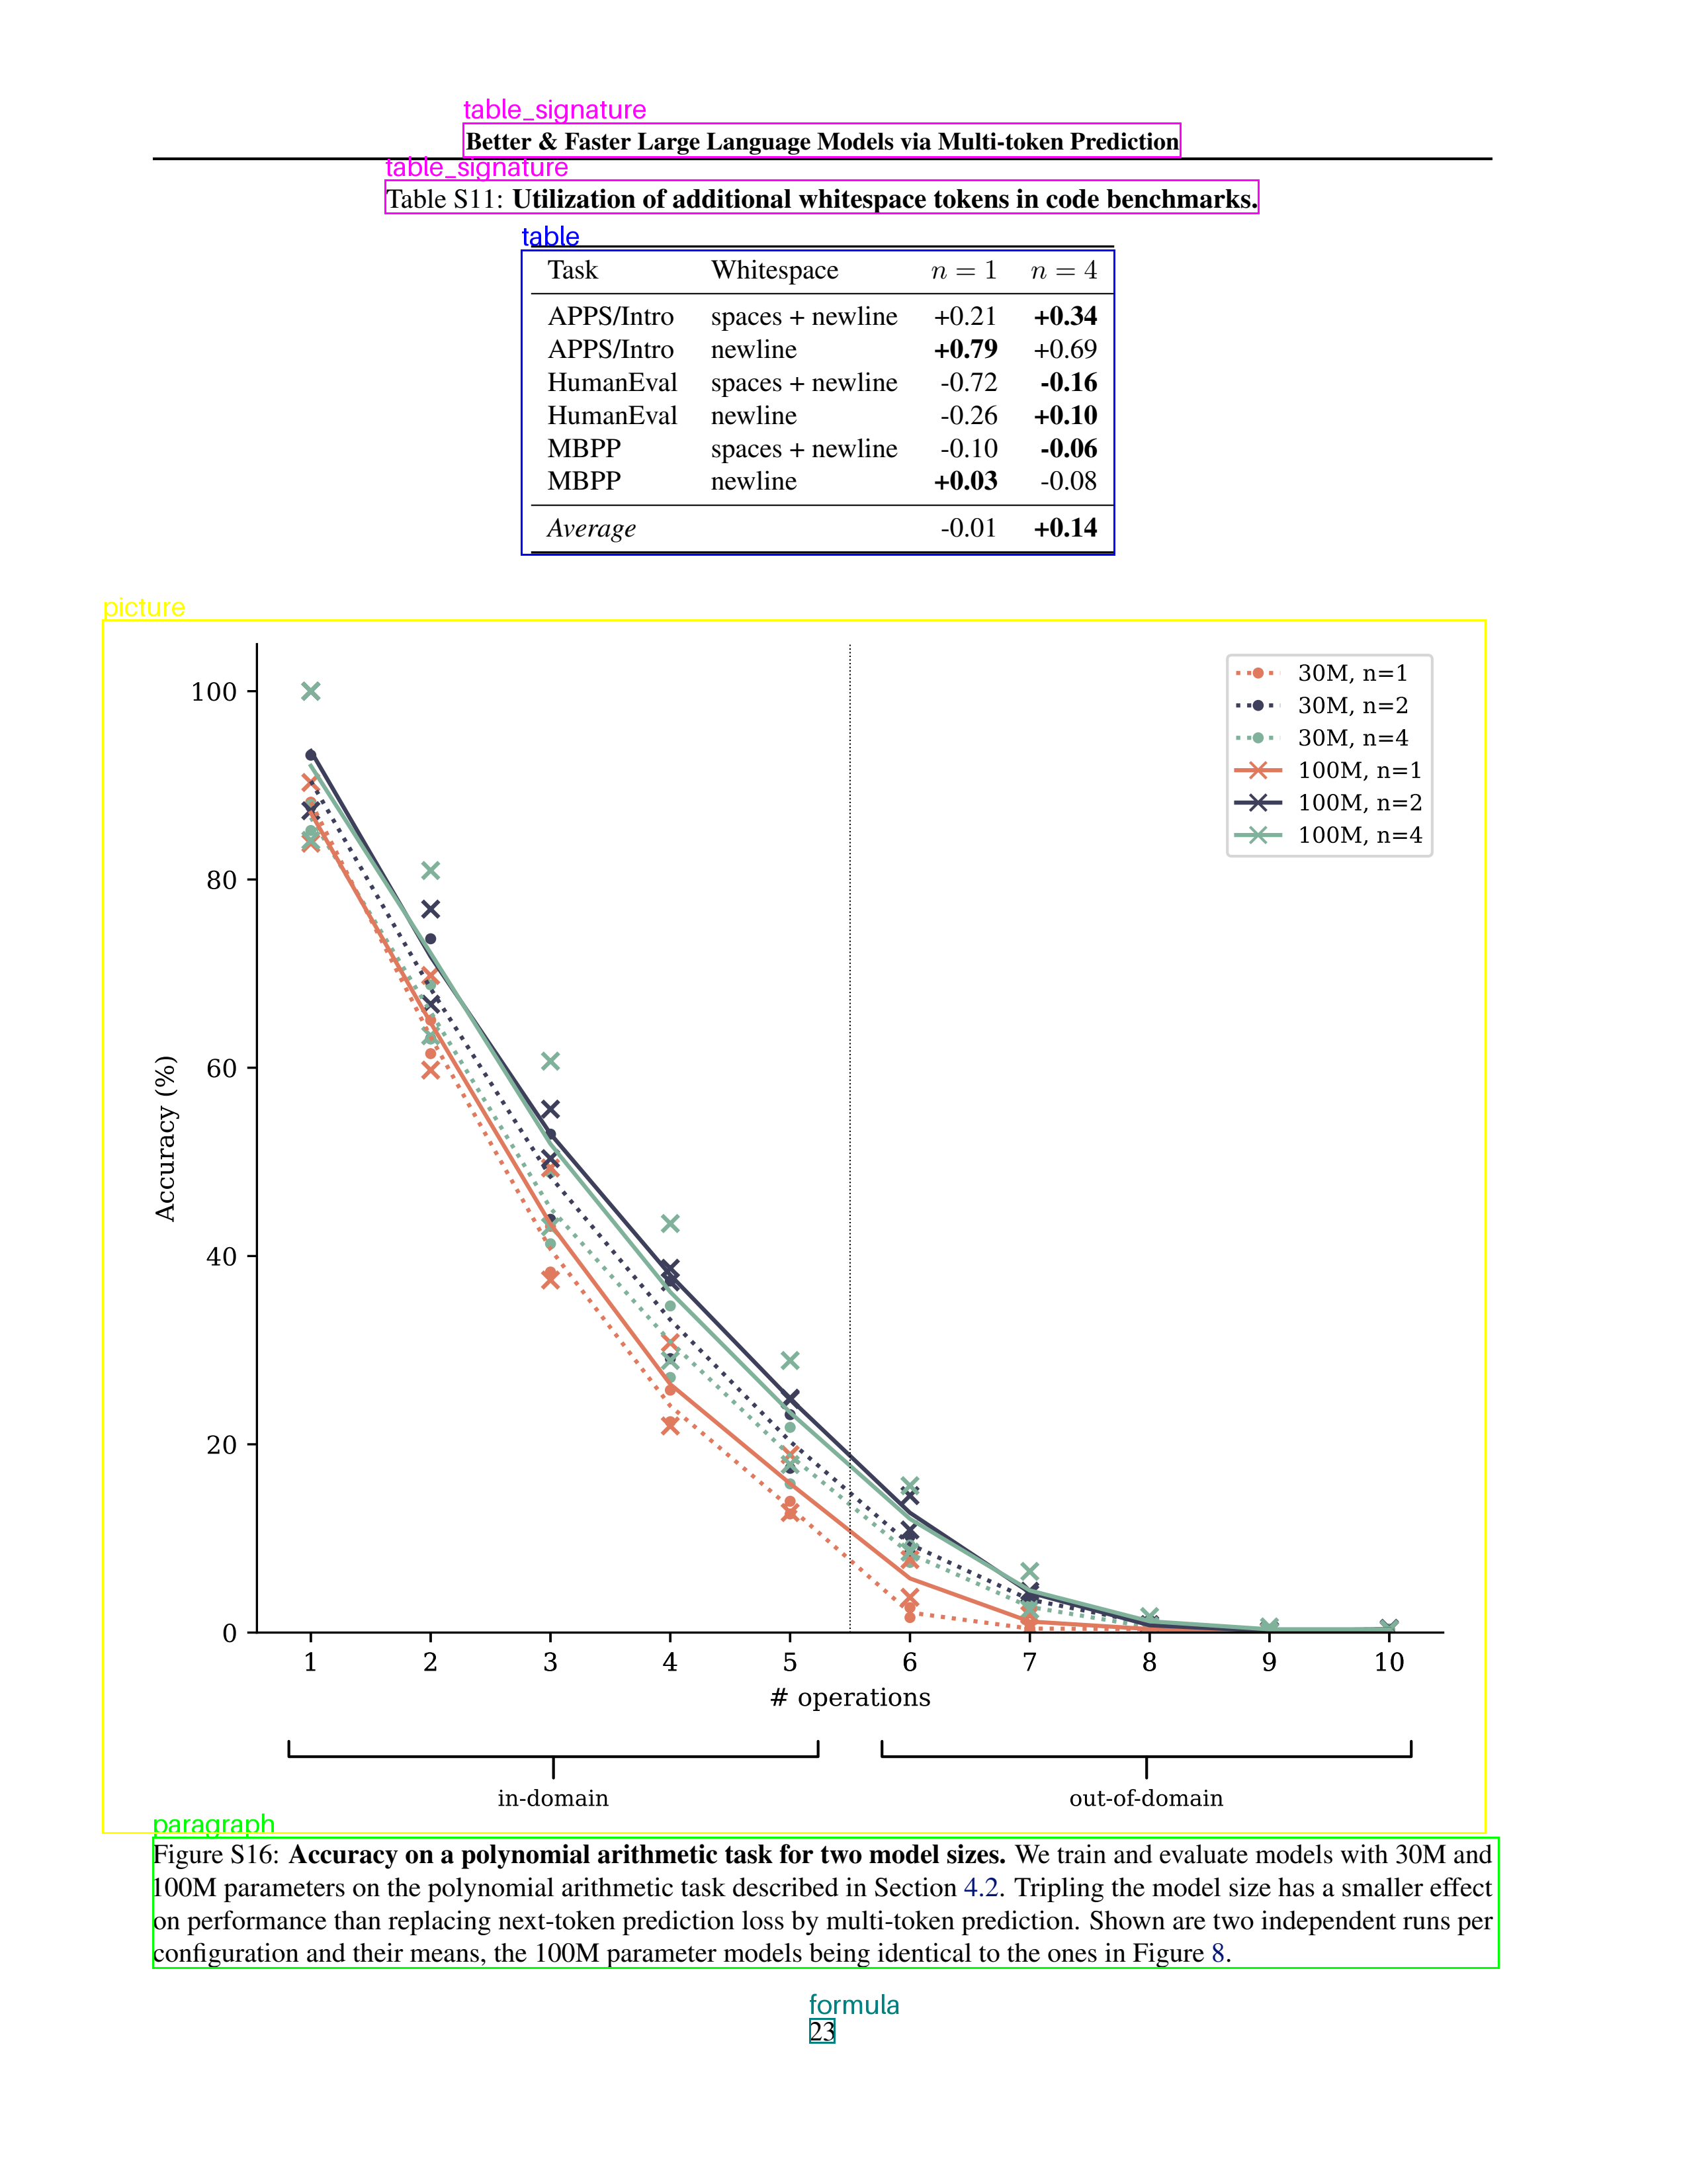 table_signature
Better & Faster Large Language Models via Multi-token Prediction
table_signature
Table S11: Utilization of additional whitespace tokens in code benchmarks.
table
Task Whitespace n = 1 n = 4
APPS/Intro spaces + newline +0.21 +0.34
APPS/Intro newline +0.79 +0.69
HumanEval spaces + newline -0.72 -0.16
HumanEval newline -0.26 +0.10
MBPP spaces + newline -0.10 -0.06
MBPP newline +0.03 -0.08
Average -0.01 +0.14
picture
30M, n=1
30M, n=2
30M, n=4
100M, n=1
100M, n=2
100M, n=4
100
80
60
40
20
0
Accuracy (%)
1 2 3 4 5 6 7 8 9 10
# operations
in-domain out-of-domain
paragraph
Figure S16: Accuracy on a polynomial arithmetic task for two model sizes. We train and evaluate models with 30M and
100M parameters on the polynomial arithmetic task described in Section 4.2. Tripling the model size has a smaller effect
on performance than replacing next-token prediction loss by multi-token prediction. Shown are two independent runs per
configuration and their means, the 100M parameter models being identical to the ones in Figure 8.
formula
23